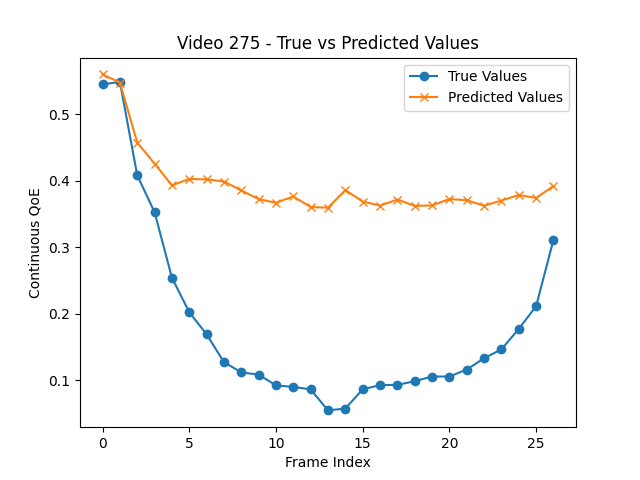 Video 275 - True vs Predicted Values
True Values
Predicted Values
Continuous QoE
0.5
0.4
0.3
0.2
0.1
0 5 10 15 20 25
Frame Index